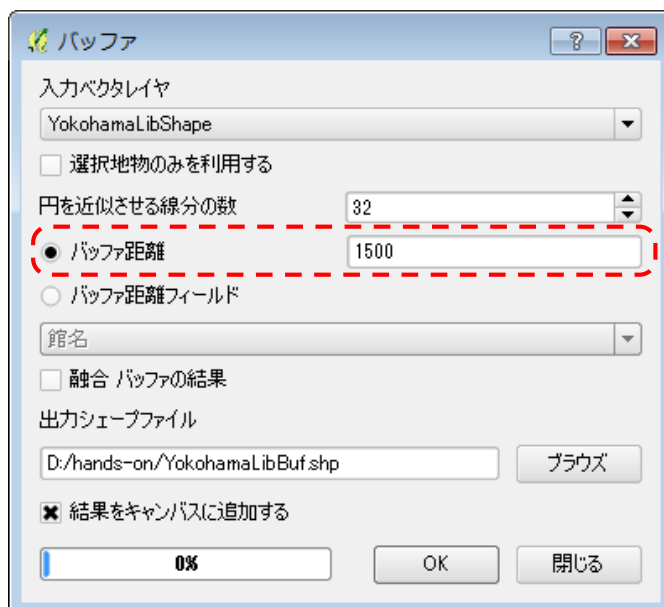 バッファ
入力ベクタレイヤ
YokohamaLibShape
選択地物のみを利用する
円を近似させる線分の数 32
バッファ距離 1500
バッファ距離フィールド
館名
融合 バッファの結果
出力シェープファイル
D:/hands-on/YokohamaLibBuf.shp ブラウズ
結果をキャンバスに追加する
0% OK 閉じる